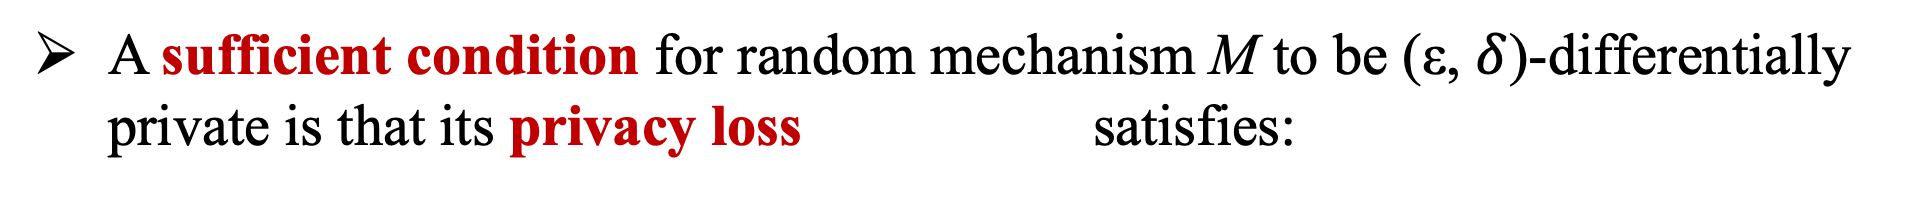 ➢ A sufficient condition for random mechanism M to be (ε, δ)-differentially
private is that its privacy loss satisfies: